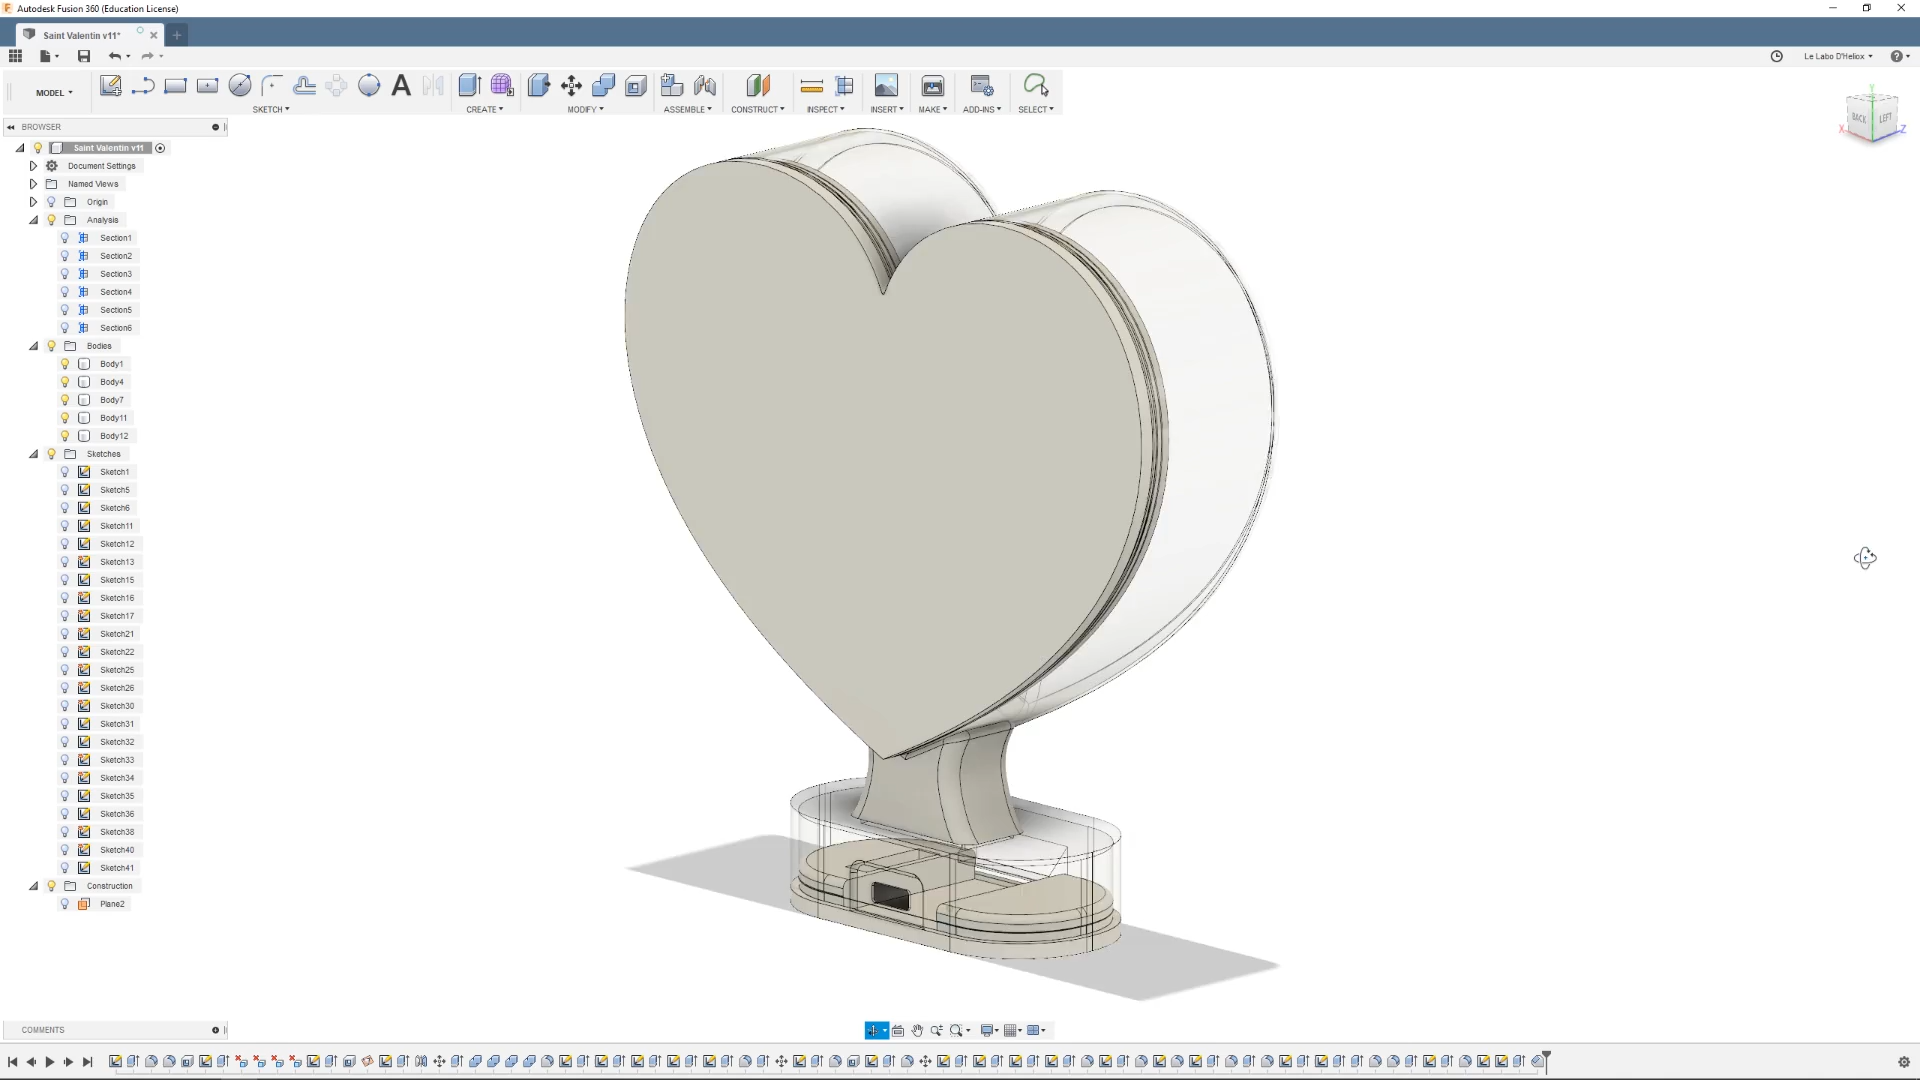 Autodesk Fusion 360 (Education License)
Saint Valentin v11*
Le Labo D'Heliox
MODEL
SKETCH
CREATE
MODIFY
ASSEMBLE
CONSTRUCT
INSPECT
INSERT
MAKE
ADD-INS
SELECT
Y
BACK
LEFT
X
Z
BROWSER
Saint Valentin v11
Document Settings
Named Views
Origin
Analysis
Section1
Section2
Section3
Section4
Section5
Section6
Bodies
Body1
Body4
Body7
Body11
Body12
Sketches
Sketch1
Sketch5
Sketch6
Sketch11
Sketch12
Sketch13
Sketch15
Sketch16
Sketch17
Sketch21
Sketch22
Sketch25
Sketch26
Sketch30
Sketch31
Sketch32
Sketch33
Sketch34
Sketch35
Sketch36
Sketch38
Sketch40
Sketch41
Construction
Plane2
COMMENTS